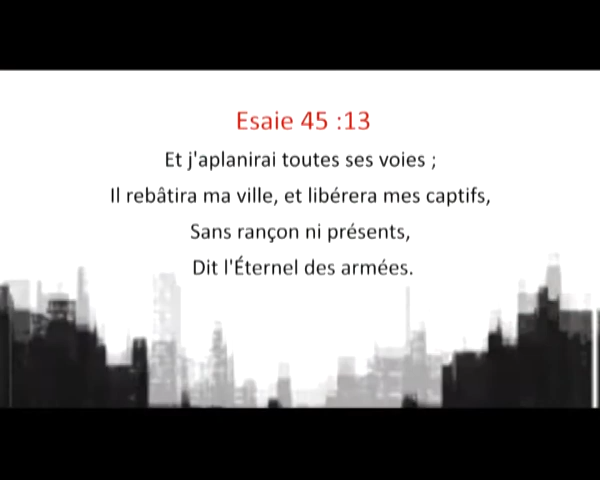 Esaie 45 :13
Et j'aplanirai toutes ses voies ;
Il rebâtira ma ville, et libérera mes captifs,
Sans rançon ni présents,
Dit l'Éternel des armées.